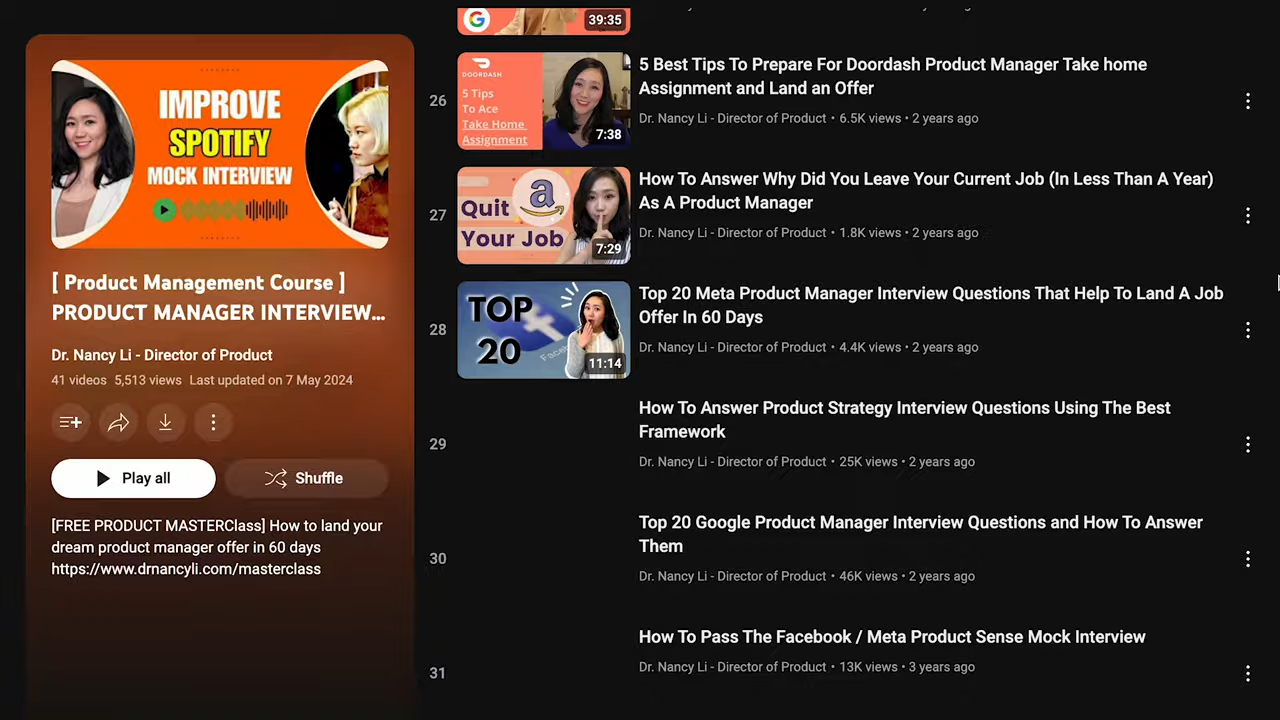 IMPROVE
SPOTIFY
MOCK INTERVIEW
[ Product Management Course ]
PRODUCT MANAGER INTERVIEW...
Dr. Nancy Li - Director of Product
41 videos 5,513 views Last updated on 7 May 2024
Play all
Shuffle
[FREE PRODUCT MASTERClass] How to land your
dream product manager offer in 60 days
https://www.drnancyli.com/masterclass
39:35
26
DOORDASH
5 Tips
To Ace
Take Home
Assignment
7:38
5 Best Tips To Prepare For Doordash Product Manager Take home
Assignment and Land an Offer
Dr. Nancy Li - Director of Product • 6.5K views • 2 years ago
27
Quit
Your Job
7:29
How To Answer Why Did You Leave Your Current Job (In Less Than A Year)
As A Product Manager
Dr. Nancy Li - Director of Product • 1.8K views • 2 years ago
28
TOP
20
11:14
Top 20 Meta Product Manager Interview Questions That Help To Land A Job
Offer In 60 Days
Dr. Nancy Li - Director of Product • 4.4K views • 2 years ago
29
How To Answer Product Strategy Interview Questions Using The Best
Framework
Dr. Nancy Li - Director of Product • 25K views • 2 years ago
30
Top 20 Google Product Manager Interview Questions and How To Answer
Them
Dr. Nancy Li - Director of Product • 46K views • 2 years ago
31
How To Pass The Facebook / Meta Product Sense Mock Interview
Dr. Nancy Li - Director of Product • 13K views • 3 years ago